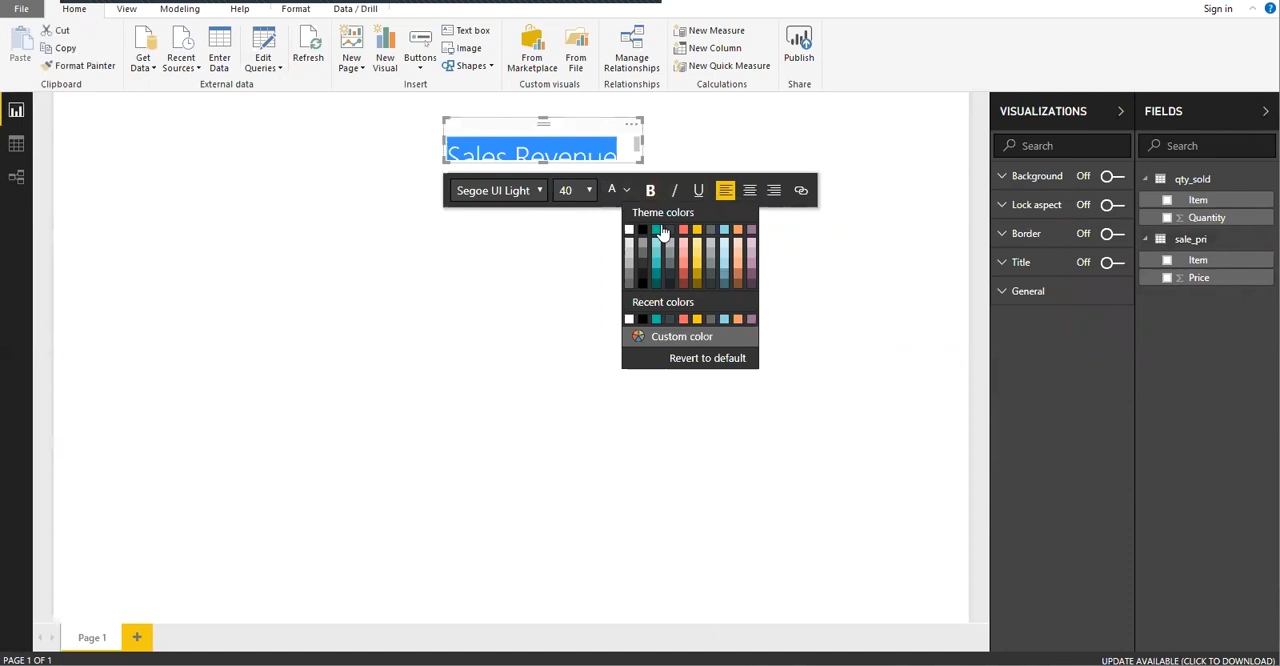 File Home View Modeling Help Format Data / Drill Sign in
Paste Cut Copy Format Painter
Clipboard
Get Data Recent Sources Enter Data Edit Queries Refresh
External data
New Page New Visual Buttons Text box Image Shapes
Insert
From Marketplace From File
Custom visuals
Manage Relationships
Relationships
New Measure New Column New Quick Measure
Calculations
Publish
Share
Sales Revenue
Segoe UI Light 40 A B / U
Theme colors
Recent colors
Custom color
Revert to default
VISUALIZATIONS
Search
Background Off
Lock aspect Off
Border Off
Title Off
General
FIELDS
Search
qty_sold
Item
Σ Quantity
sale_pri
Item
Σ Price
Page 1 +
PAGE 1 OF 1
UPDATE AVAILABLE (CLICK TO DOWNLOAD)